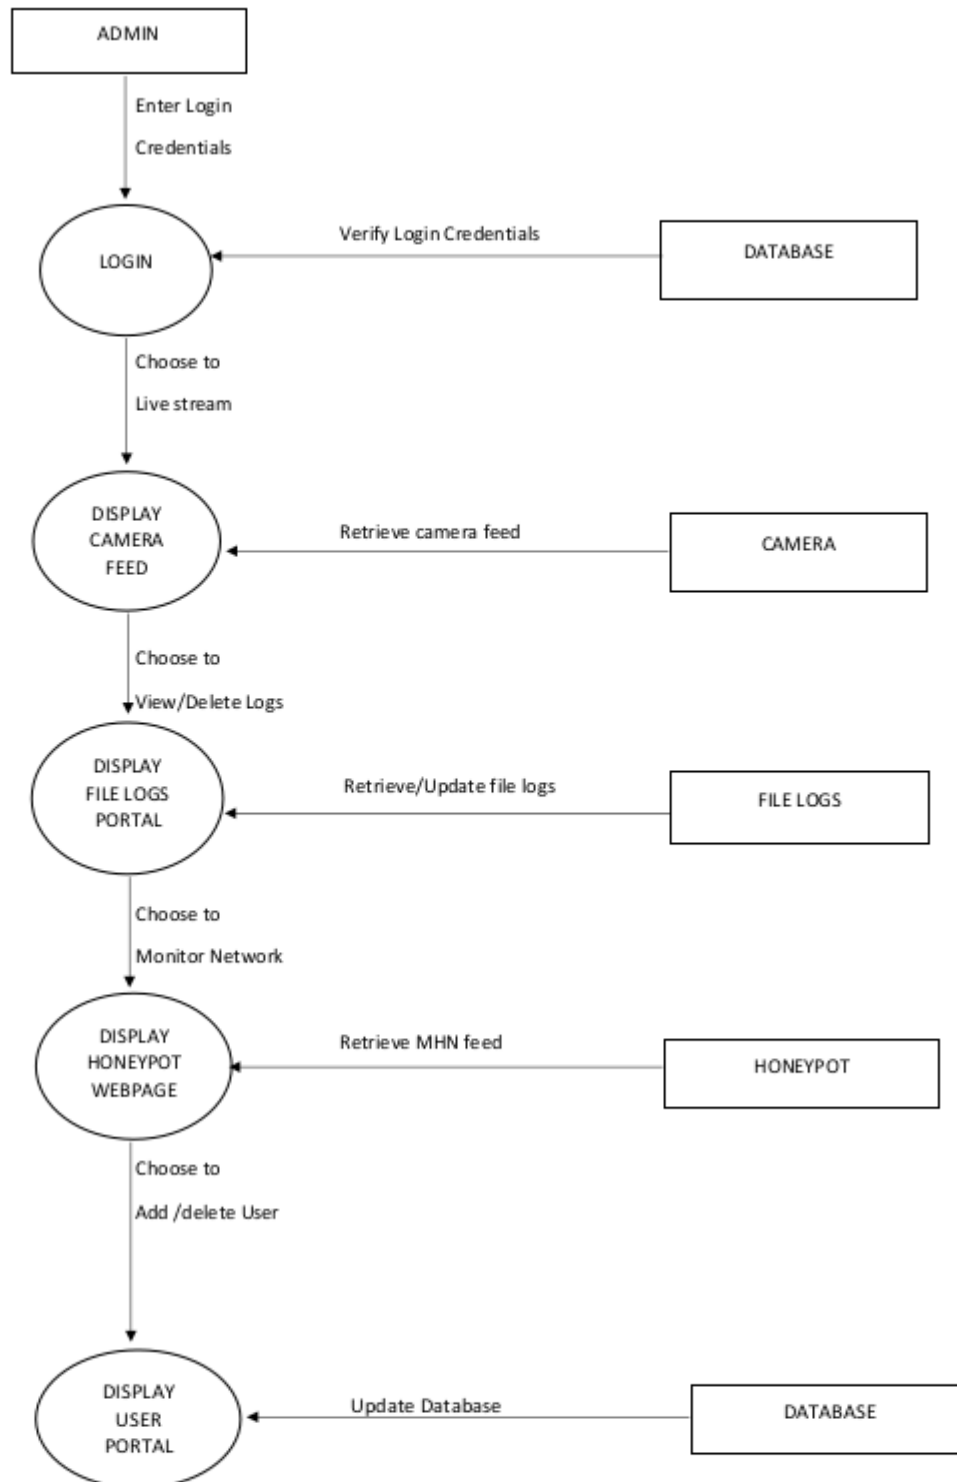 ADMIN
Enter Login
Credentials
LOGIN
Verify Login Credentials
DATABASE
Choose to
Live stream
DISPLAY
CAMERA
FEED
Retrieve camera feed
CAMERA
Choose to
View/Delete Logs
DISPLAY
FILE LOGS
PORTAL
Retrieve/Update file logs
FILE LOGS
Choose to
Monitor Network
DISPLAY
HONEYPOT
WEBPAGE
Retrieve MHN feed
HONEYPOT
Choose to
Add /delete User
DISPLAY
USER
PORTAL
Update Database
DATABASE